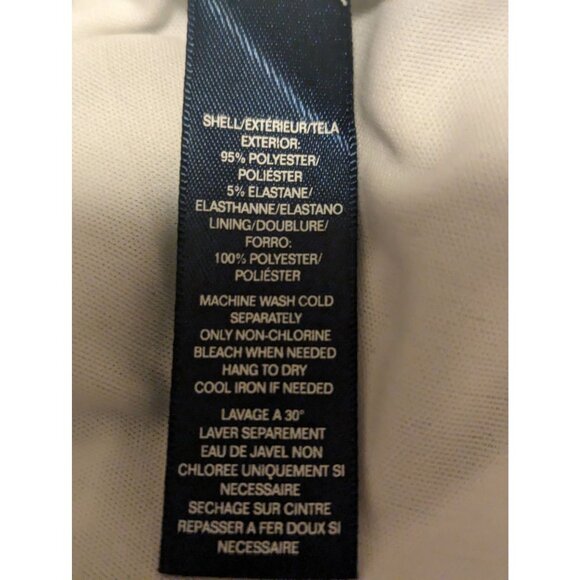 SHELL/EXTÉRIEUR/TELA
EXTERIOR:
95% POLYESTER/
POLIÉSTER
5% ELASTANE/
ELASTHANNE/ELASTANO
LINING/DOUBLURE/
FORRO:
100% POLYESTER/
POLIÉSTER
MACHINE WASH COLD
SEPARATELY
ONLY NON-CHLORINE
BLEACH WHEN NEEDED
HANG TO DRY
COOL IRON IF NEEDED
LAVAGE A 30°
LAVER SEPAREMENT
EAU DE JAVEL NON
CHLOREE UNIQUEMENT SI
NECESSAIRE
SECHAGE SUR CINTRE
REPASSER A FER DOUX SI
NECESSAIRE